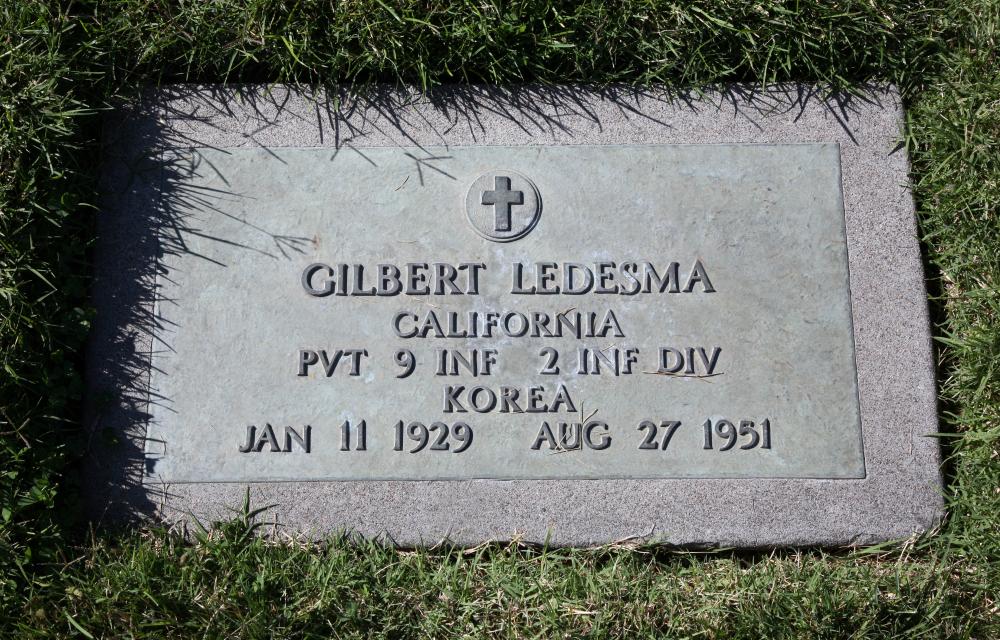 GILBERT LEDESMA
CALIFORNIA
PVT 9 INF 2 INF DIV
KOREA
JAN 11 1929 AUG 27 1951